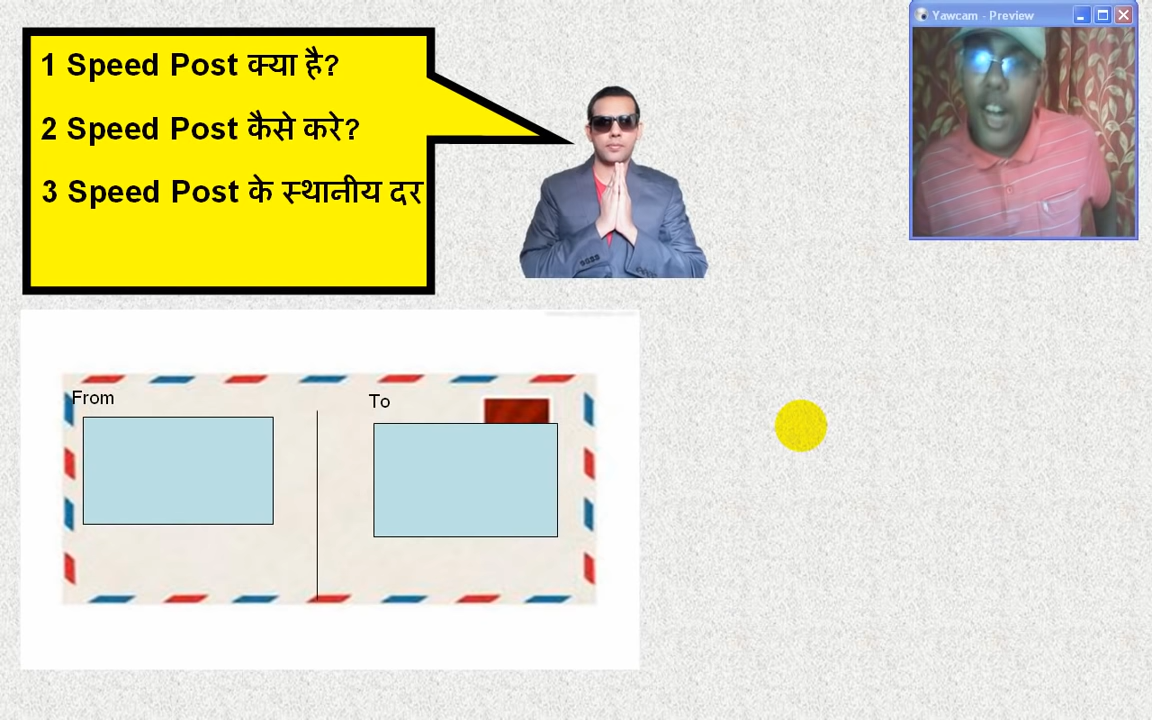 Yawcam - Preview
1 Speed Post क्या है?
2 Speed Post कैसे करे?
3 Speed Post के स्थानीय दर
From
To